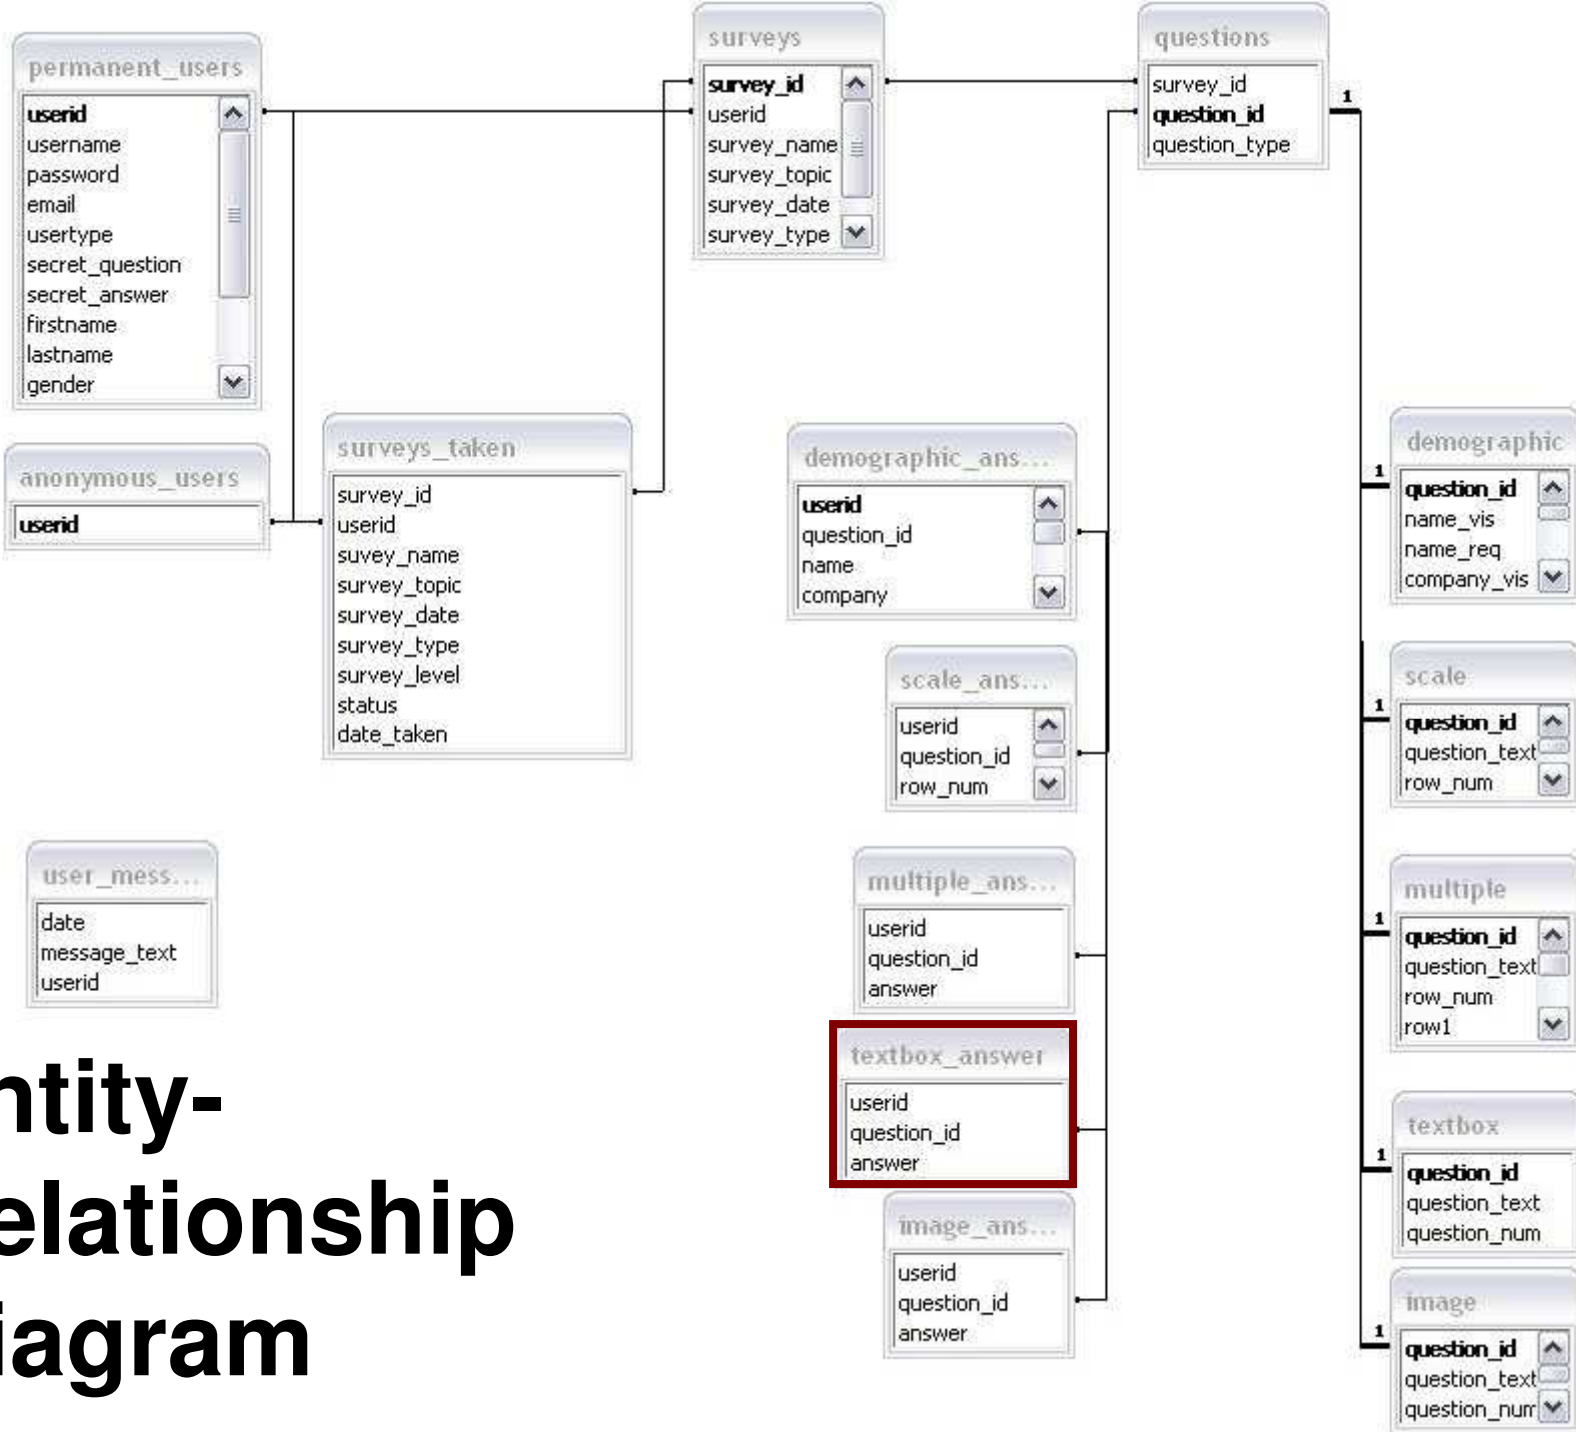 permanent_users
userid
username
password
email
usertype
secret_question
secret_answer
firstname
lastname
gender
surveys
survey_id
userid
survey_name
survey_topic
survey_date
survey_type
questions
survey_id
question_id
question_type
1
anonymous_users
userid
surveys_taken
survey_id
userid
suvey_name
survey_topic
survey_date
survey_type
survey_level
status
date_taken
demographic_ans...
userid
question_id
name
company
scale_ans...
userid
question_id
row_num
multiple_ans...
userid
question_id
answer
textbox_answer
userid
question_id
answer
image_ans...
userid
question_id
answer
1
demographic
question_id
name_vis
name_req
company_vis
1
scale
question_id
question_text
row_num
1
multiple
question_id
question_text
row_num
row1
1
textbox
question_id
question_text
question_num
1
image
question_id
question_text
question_num
user_mess...
date
message_text
userid
ntity-
elationship
iagram